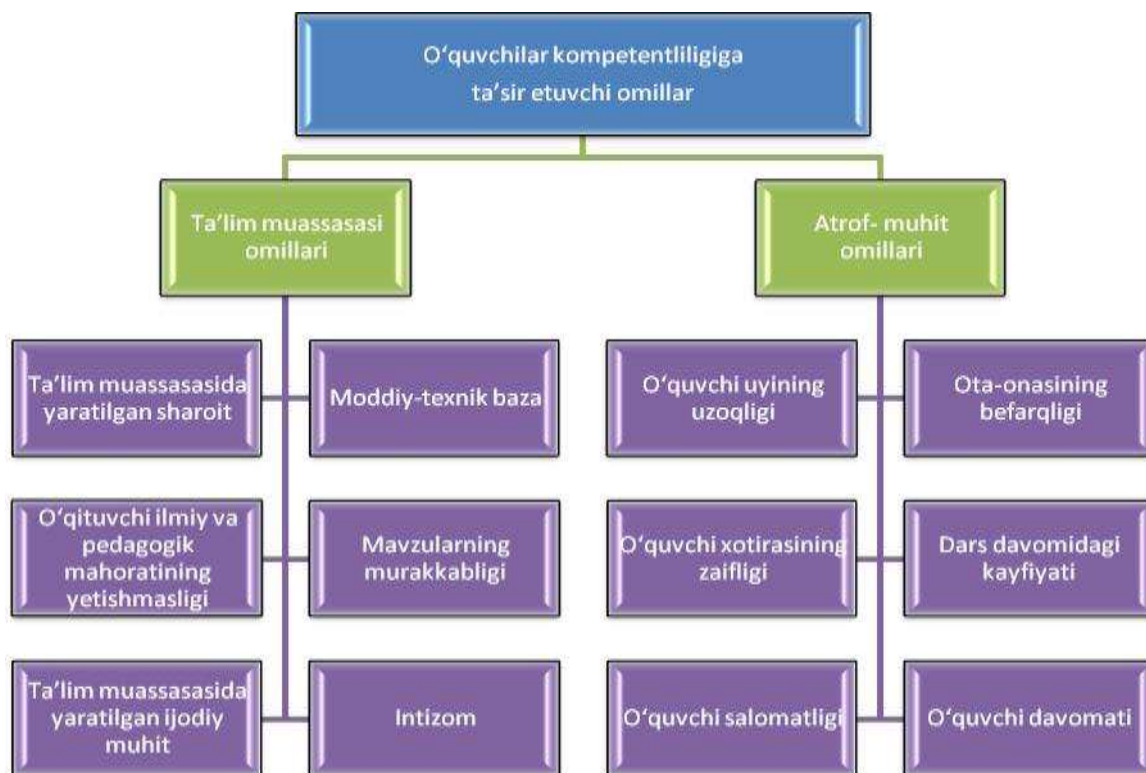 O‘quvchilar kompetentliligiga
ta’sir etuvchi omillar
Ta’lim muassasasi
omillari
Atrof- muhit
omillari
Ta’lim muassasasida
yaratilgan sharoit
Moddiy-texnik baza
O‘quvchi uyining
uzoqligi
Ota-onasining
befarqligi
O‘qituvchi ilmiy va
pedagogik
mahoratining
yetishmasligi
Mavzularning
murakkabligi
O‘quvchi xotirasining
zaifligi
Dars davomidagi
kayfiyati
Ta’lim muassasasida
yaratilgan ijodiy
muhit
Intizom
O‘quvchi salomatligi
O‘quvchi davomati